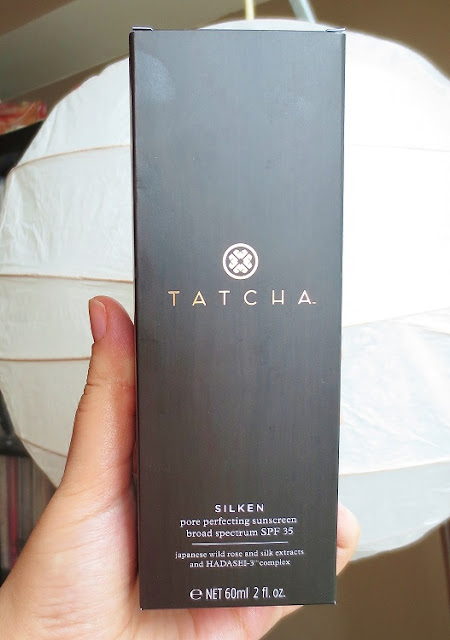 TATCHA™
SILKEN
pore perfecting sunscreen
broad spectrum SPF 35
japanese wild rose and silk extracts
and HADASEI-3™ complex
℮ NET 60ml 2 fl. oz.